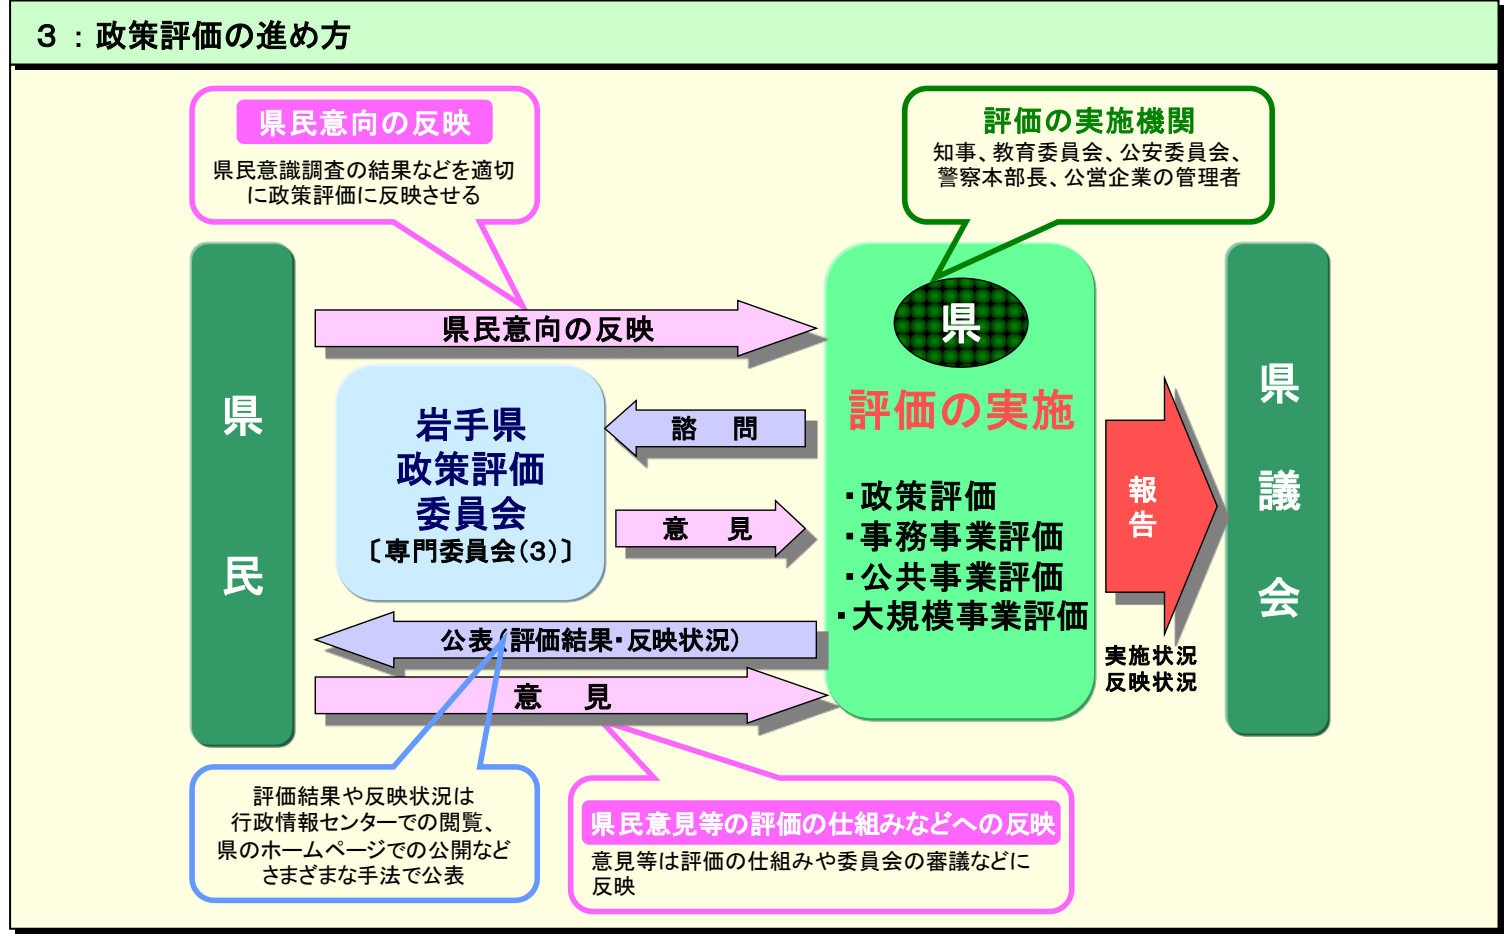 ３：政策評価の進め方
県民意向の反映
県民意識調査の結果などを適切
に政策評価に反映させる
評価の実施機関
知事、教育委員会、公安委員会、
警察本部長、公営企業の管理者
県民
県民意向の反映
岩手県
政策評価
委員会
〔専門委員会（３）〕
諮問
意見
公表（評価結果・反映状況）
意見
県
評価の実施
・政策評価
・事務事業評価
・公共事業評価
・大規模事業評価
報告
実施状況
反映状況
県議会
評価結果や反映状況は
行政情報センターでの閲覧、
県のホームページでの公開など
さまざまな手法で公表
県民意見等の評価の仕組みなどへの反映
意見等は評価の仕組みや委員会の審議などに
反映